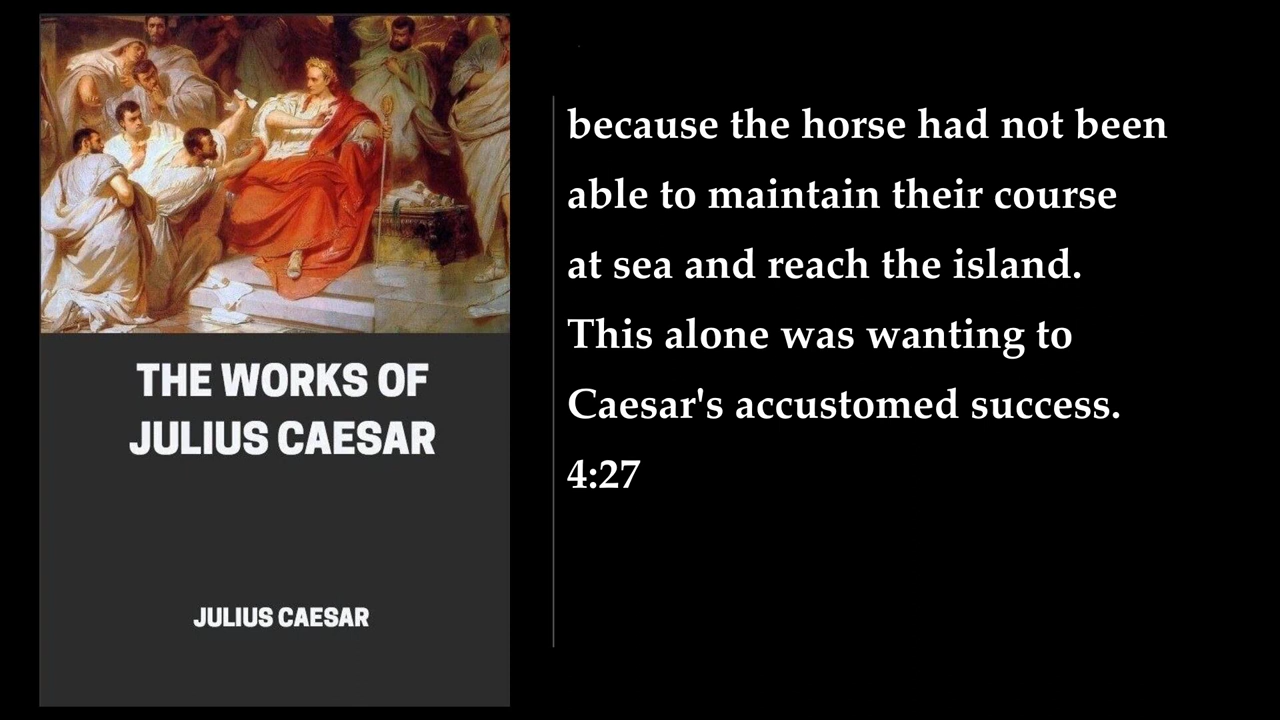 THE WORKS OF
JULIUS CAESAR
JULIUS CAESAR
because the horse had not been
able to maintain their course
at sea and reach the island.
This alone was wanting to
Caesar's accustomed success.
4:27